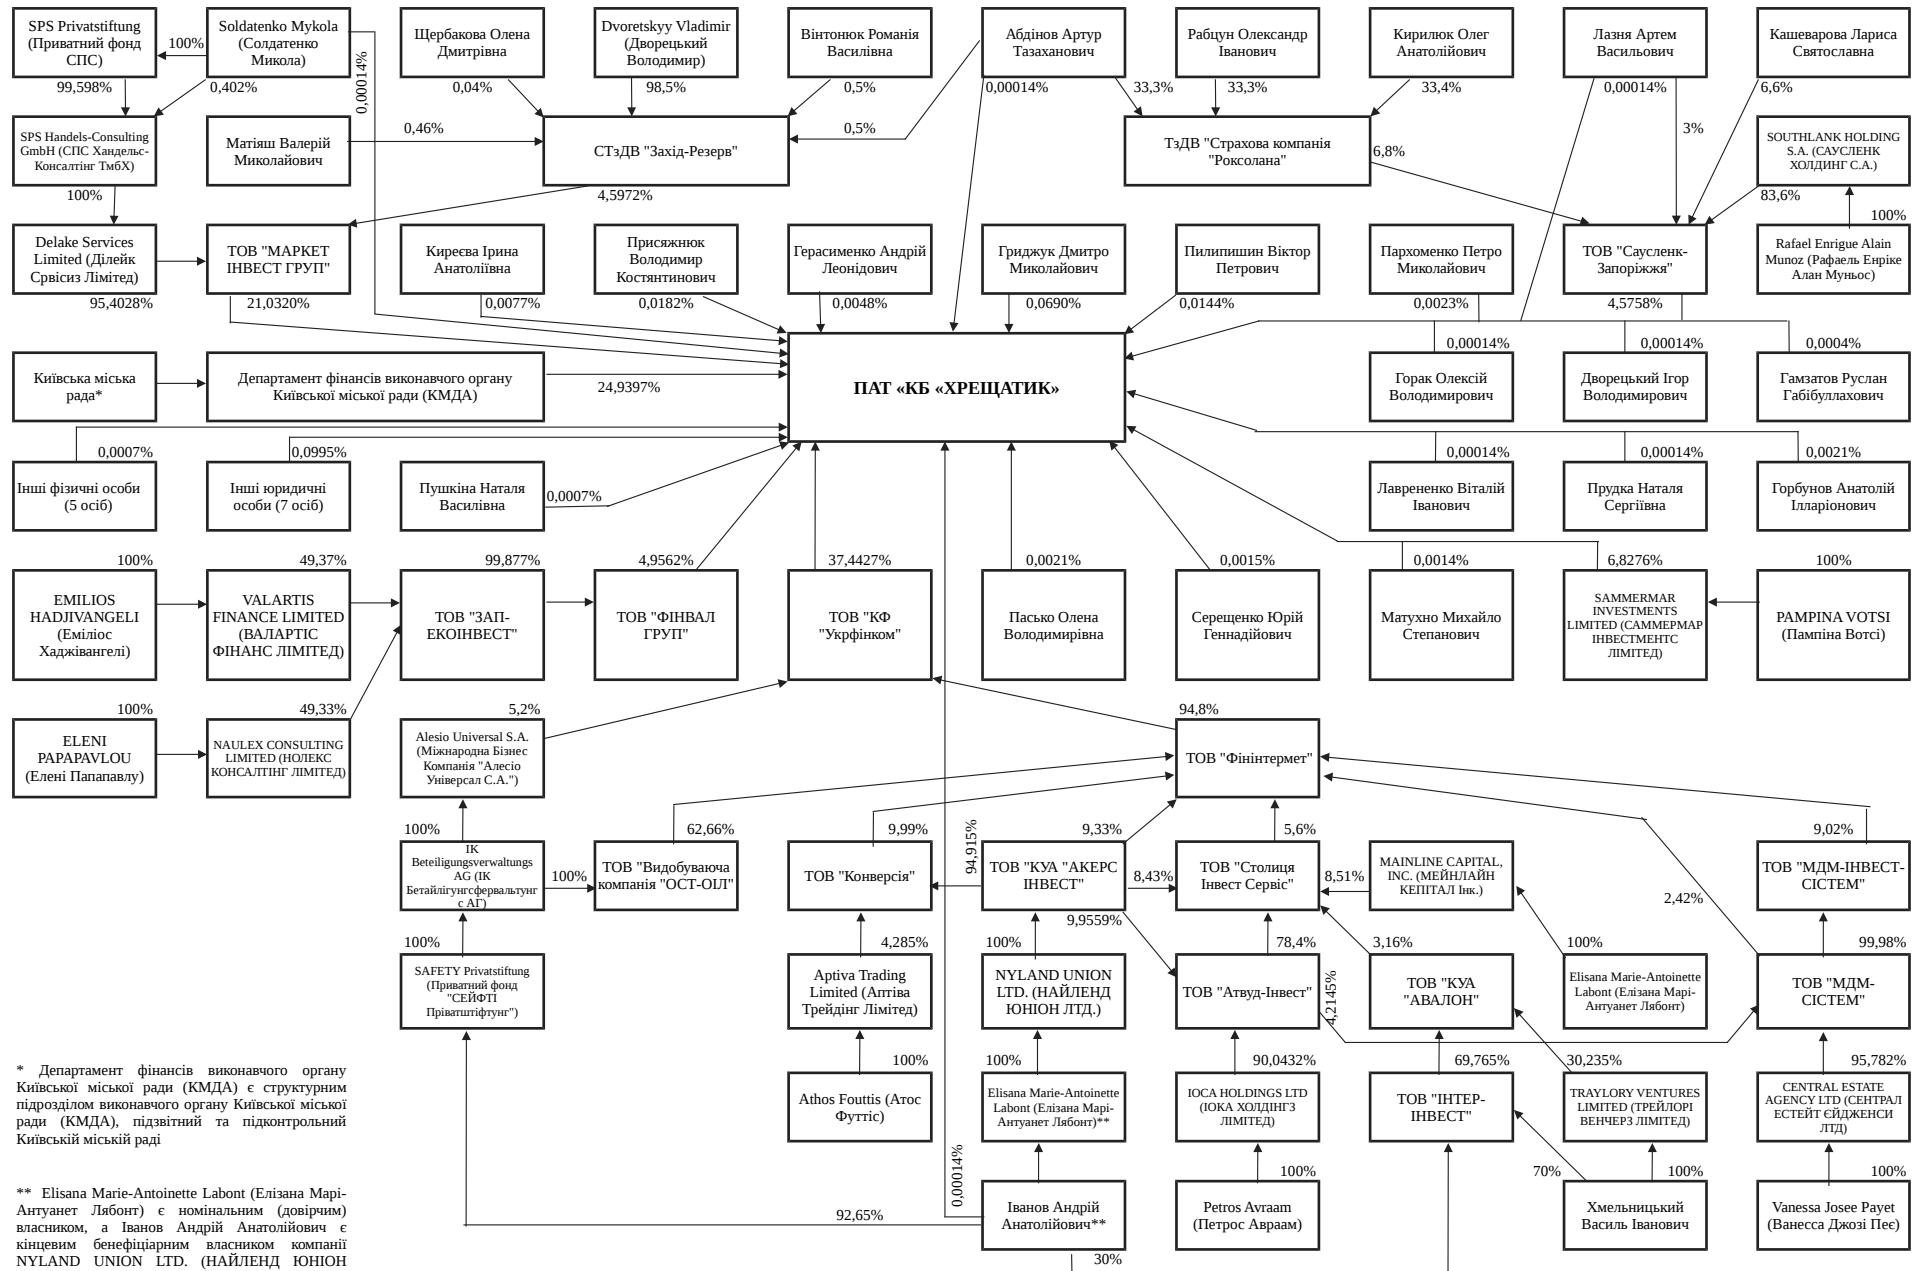 SPS Privatstiftung
(Приватний фонд
СПС)
100%
Soldatenko Mykola
(Солдатенко
Микола)
0,00014%
Щербакова Олена
Дмитрівна
Dvoretskyy Vladimir
(Дворецький
Володимир)
Вінтонюк Романія
Василівна
Абдінов Артур
Тазаханович
Рабцун Олександр
Іванович
Кирилюк Олег
Анатолійович
Лазня Артем
Васильович
Кашеварова Лариса
Святославна
99,598%
0,402%
0,04%
98,5%
0,5%
0,00014%
33,3%
33,3%
33,4%
0,00014%
6,6%
SPS Handels-Consulting
GmbH (СПС Хандельс-
Консалтінг ТмбХ)
Матіяш Валерій
Миколайович
0,46%
СТзДВ "Захід-Резерв"
0,5%
ТзДВ "Страхова компанія
"Роксолана"
6,8%
3%
SOUTHLANK HOLDING
S.A. (САУСЛЕНК
ХОЛДИНГ С.А.)
100%
4,5972%
83,6%
100%
Delake Services
Limited (Ділейк
Срвісиз Лімітед)
ТОВ "МАРКЕТ
ІНВЕСТ ГРУП"
Киреєва Ірина
Анатоліївна
Присяжнюк
Володимир
Костянтинович
Герасименко Андрій
Леонідович
Гриджук Дмитро
Миколайович
Пилипишин Віктор
Петрович
Пархоменко Петро
Миколайович
ТОВ "Саусленк-
Запоріжжя"
Rafael Enrigue Alain
Munoz (Рафаель Енріке
Алан Муньос)
95,4028%
21,0320%
0,0077%
0,0182%
0,0048%
0,0690%
0,0144%
0,0023%
4,5758%
Київська міська
рада*
Департамент фінансів виконавчого органу
Київської міської ради (КМДА)
24,9397%
ПАТ «КБ «ХРЕЩАТИК»
0,00014%
0,00014%
0,0004%
Горак Олексій
Володимирович
Дворецький Ігор
Володимирович
Гамзатов Руслан
Габібуллахович
0,0007%
0,0995%
0,00014%
0,00014%
0,0021%
Інші фізичні особи
(5 осіб)
Інші юридичні
особи (7 осіб)
Пушкіна Наталя
Василівна
0,0007%
Лаврененко Віталій
Іванович
Прудка Наталя
Сергіївна
Горбунов Анатолій
Ілларіонович
100%
49,37%
99,877%
4,9562%
37,4427%
0,0021%
0,0015%
0,0014%
6,8276%
100%
EMILIOS
HADJIVANGELI
(Еміліос
Хаджівангелі)
VALARTIS
FINANCE LIMITED
(ВАЛАРТІС
ФІНАНС ЛІМІТЕД)
ТОВ "ЗАП-
ЕКОІНВЕСТ"
ТОВ "ФІНВАЛ
ГРУП"
ТОВ "КФ
"Укрфінком"
Пасько Олена
Володимирівна
Серещенко Юрій
Геннадійович
Матухно Михайло
Степанович
SAMMERMAR
INVESTMENTS
LIMITED (САММЕРМАР
ІНВЕСТМЕНТС
ЛІМІТЕД)
PAMPINA VOTSI
(Пампіна Вотсі)
100%
49,33%
5,2%
94,8%
ELENI
PAPAPAVLOU
(Елені Папапавлу)
NAULEX CONSULTING
LIMITED (НОЛЕКС
КОНСАЛТІНГ ЛІМІТЕД)
Alesio Universal S.A.
(Міжнародна Бізнес
Компанія "Алесіо
Універсал С.А.")
ТОВ "Фінінтермет"
100%
62,66%
9,99%
94,915%
9,33%
5,6%
9,02%
IK
Beteiligungsverwaltungs
AG (ІК
Бетайлігунгсфервальтунг
с АГ)
100%
ТОВ "Видобуваюча
компанія "ОСТ-ОІЛ"
ТОВ "Конверсія"
ТОВ "КУА "АКЕРС
ІНВЕСТ"
8,43%
ТОВ "Столиця
Інвест Сервіс"
8,51%
MAINLINE CAPITAL,
INC. (МЕЙНЛАЙН
КЕПІТАЛ Інк.)
2,42%
ТОВ "МДМ-ІНВЕСТ-
СІСТЕМ"
9,9559%
100%
4,285%
100%
78,4%
3,16%
100%
99,98%
SAFETY Privatstiftung
(Приватний фонд
"СЕЙФТІ
Пріватштіфтунг")
Aptiva Trading
Limited (Аптіва
Трейдінг Лімітед)
NYLAND UNION
LTD. (НАЙЛЕНД
ЮНІОН ЛТД.)
ТОВ "Атвуд-Інвест"
4,2145%
ТОВ "КУА
"АВАЛОН"
Elisana Marie-Antoinette
Labont (Елізана Марі-
Антуанет Лябонт)
ТОВ "МДМ-
СІСТЕМ"
100%
100%
90,0432%
69,765%
30,235%
95,782%
Athos Fouttis (Атос
Футтіс)
Elisana Marie-Antoinette
Labont (Елізана Марі-
Антуанет Лябонт)**
IOCA HOLDINGS LTD
(ІОКА ХОЛДІНГЗ
ЛІМІТЕД)
ТОВ "ІНТЕР-
ІНВЕСТ"
TRAYLORY VENTURES
LIMITED (ТРЕЙЛОРІ
ВЕНЧЕРЗ ЛІМІТЕД)
CENTRAL ESTATE
AGENCY LTD (СЕНТРАЛ
ЕСТЕЙТ ЄЙДЖЕНСИ
ЛТД)
0,00014%
100%
70%
100%
100%
92,65%
Іванов Андрій
Анатолійович**
Petros Avraam
(Петрос Авраам)
Хмельницький
Василь Іванович
Vanessa Josee Payet
(Ванесса Джозі Пеє)
30%
* Департамент фінансів виконавчого органу
Київської міської ради (КМДА) є структурним
підрозділом виконавчого органу Київської міської
ради (КМДА), підзвітний та підконтрольний
Київській міській раді
** Elisana Marie-Antoinette Labont (Елізана Марі-
Антуанет Лябонт) є номінальним (довірчим)
власником, а Іванов Андрій Анатолійович є
кінцевим бенефіціарним власником компанії
NYLAND UNION LTD. (НАЙЛЕНД ЮНІОН